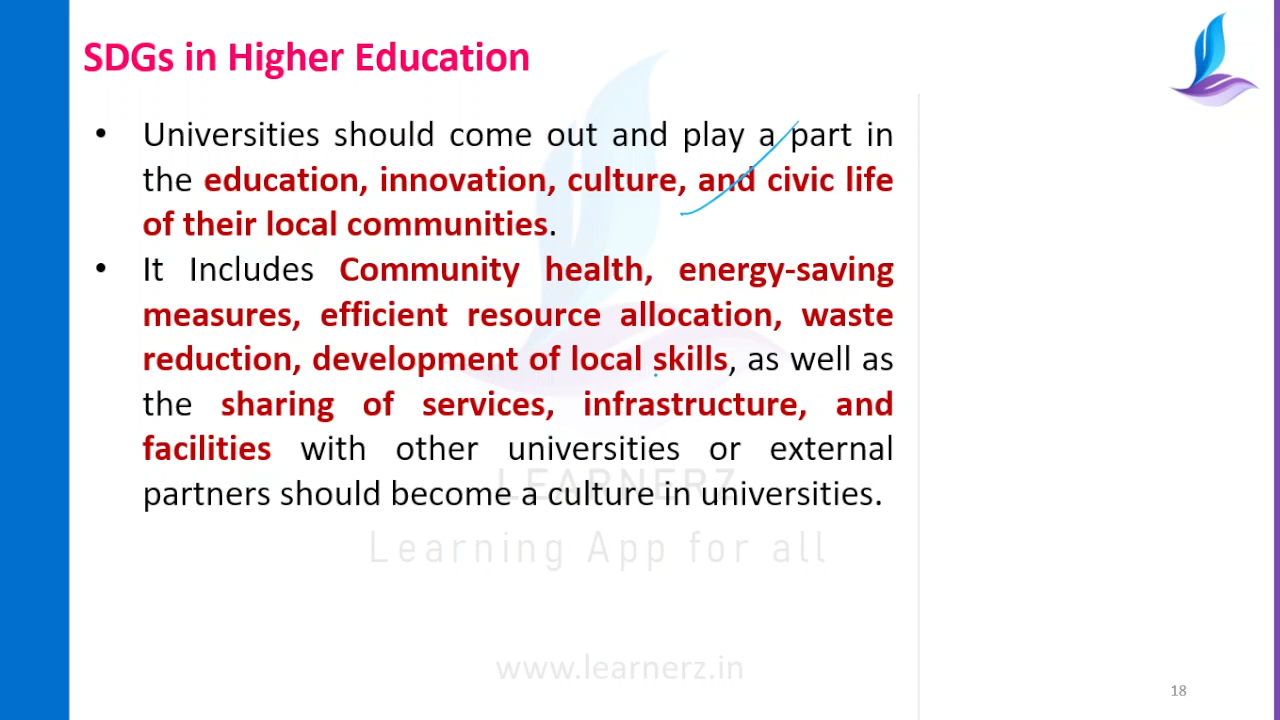 SDGs in Higher Education
• Universities should come out and play a part in
the education, innovation, culture, and civic life
of their local communities.
• It Includes Community health, energy-saving
measures, efficient resource allocation, waste
reduction, development of local skills, as well as
the sharing of services, infrastructure, and
facilities with other universities or external
partners should become a culture in universities.
LEARNERZ
Learning App for all
www.learnerz.in
18